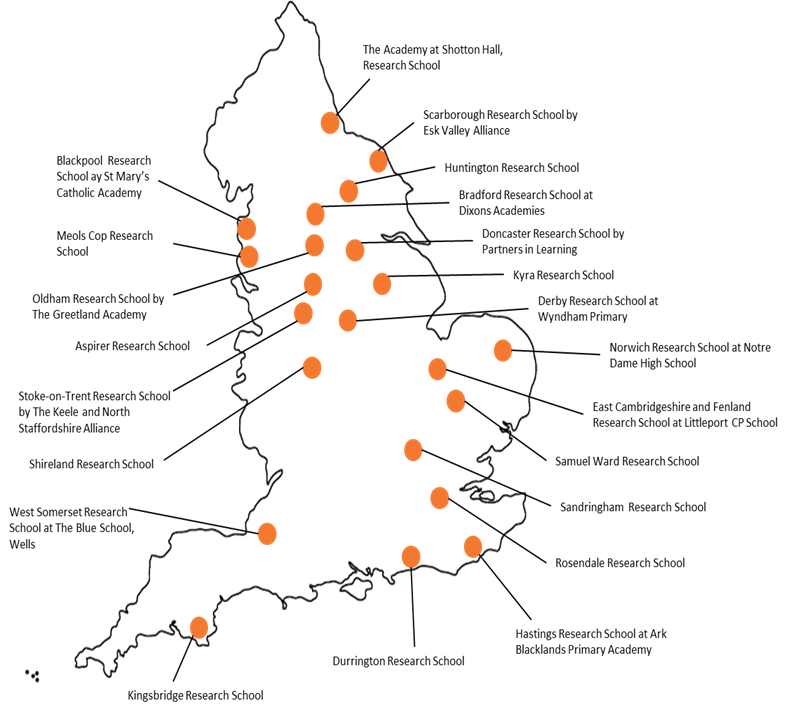 The Academy at Shotton Hall,
Research School
Scarborough Research School by
Esk Valley Alliance
Huntington Research School
Bradford Research School at
Dixons Academies
Doncaster Research School by
Partners in Learning
Kyra Research School
Derby Research School at
Wyndham Primary
Norwich Research School at Notre
Dame High School
East Cambridgeshire and Fenland
Research School at Littleport CP School
Samuel Ward Research School
Sandringham Research School
Rosendale Research School
Hastings Research School at Ark
Blacklands Primary Academy
Durrington Research School
Kingsbridge Research School
West Somerset Research
School at The Blue School,
Wells
Shireland Research School
Stoke-on-Trent Research School
by The Keele and North
Staffordshire Alliance
Aspirer Research School
Oldham Research School by
The Greetland Academy
Meols Cop Research
School
Blackpool Research
School ay St Mary's
Catholic Academy